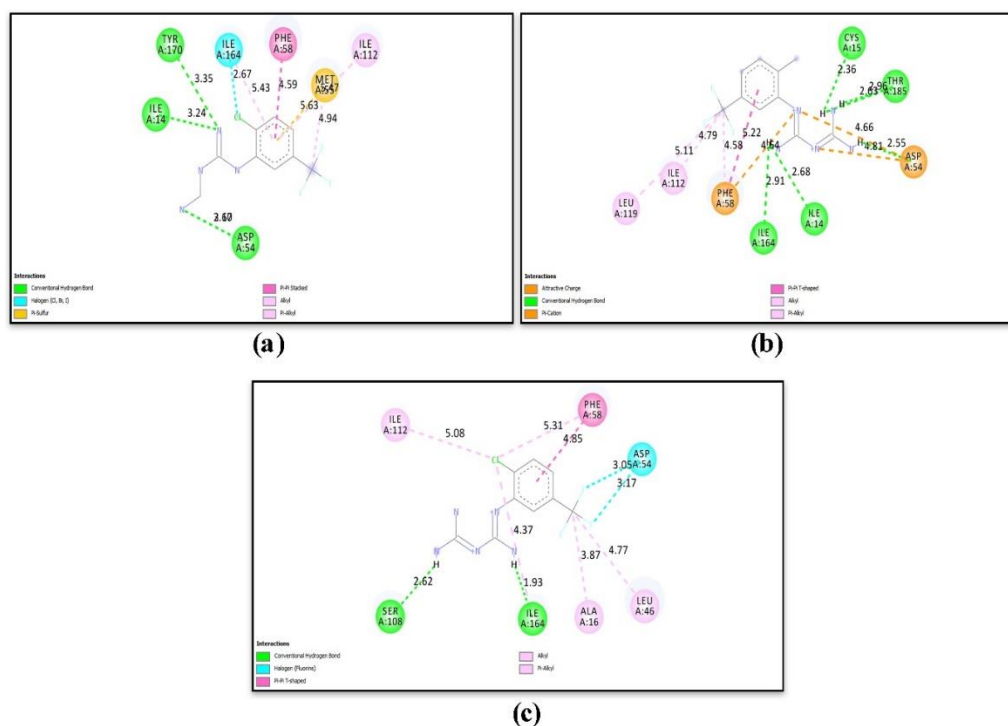 TYR
A:170
ILE
A:164
PHE
A:58
ILE
A:112
MET
3.35
2.67
5.43
4.59
5.63
4.94
ILE
A:14
3.24
Cl
N
N
N
N
ASP
A:54
Interactions
Conventional Hydrogen Bond
Halogen (Cl, Br, I)
Pi-Sulfur
Pi-Pi Stacked
Alkyl
Pi-Alkyl
(a)
CYS
A:15
THR
A:185
2.36
2.63
H
H
H
5.22
4.79
4.58
5.11
4.66
4.81
2.55
ILE
A:112
ASP
A:54
LEU
A:119
PHE
A:58
2.91
2.68
ILE
A:164
ILE
A:14
Interactions
Attractive Charge
Conventional Hydrogen Bond
Pi-Cation
Pi-Pi T-shaped
Alkyl
Pi-Alkyl
(b)
ILE
A:112
PHE
A:58
5.08
5.31
4.85
ASP
A:54
Cl
3.05
3.17
N
4.37
3.87
4.77
H
H
2.62
1.93
SER
A:108
ILE
A:164
ALA
A:16
LEU
A:46
Interactions
Conventional Hydrogen Bond
Halogen (Fluorine)
Pi-Pi T-shaped
Alkyl
Pi-Alkyl
(c)